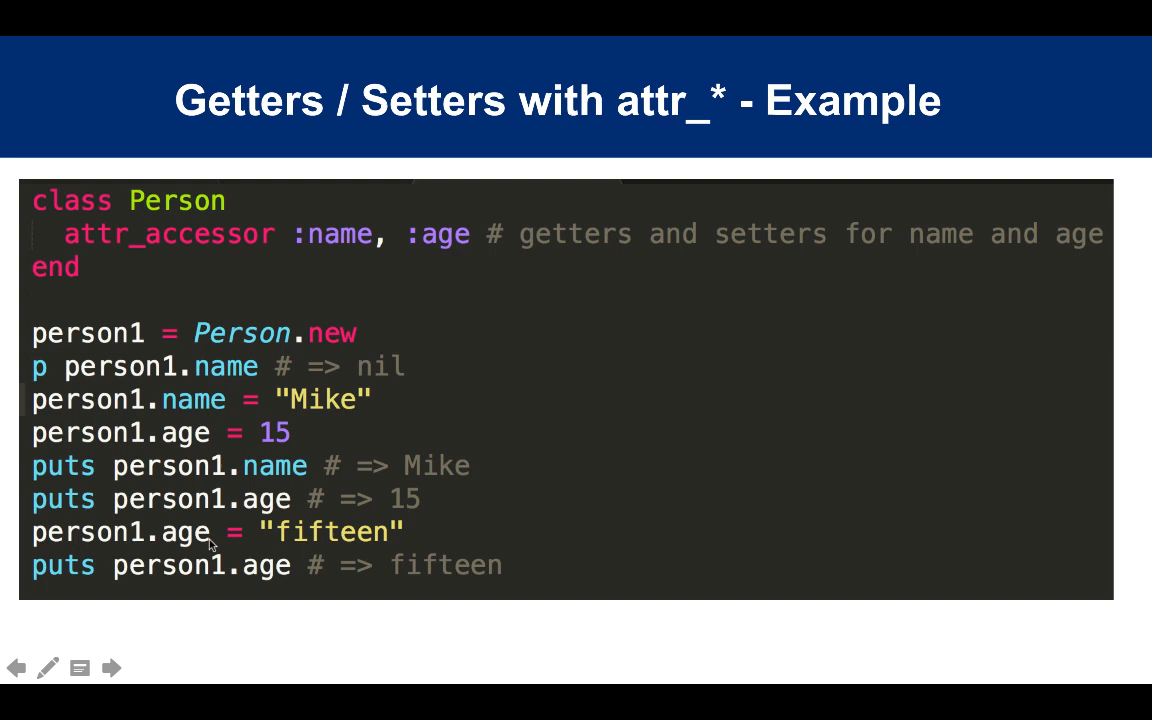 Getters / Setters with attr_* - Example
class Person
  attr_accessor :name, :age # getters and setters for name and age
end
person1 = Person.new
p person1.name # => nil
person1.name = "Mike"
person1.age = 15
puts person1.name # => Mike
puts person1.age # => 15
person1.age = "fifteen"
puts person1.age # => fifteen